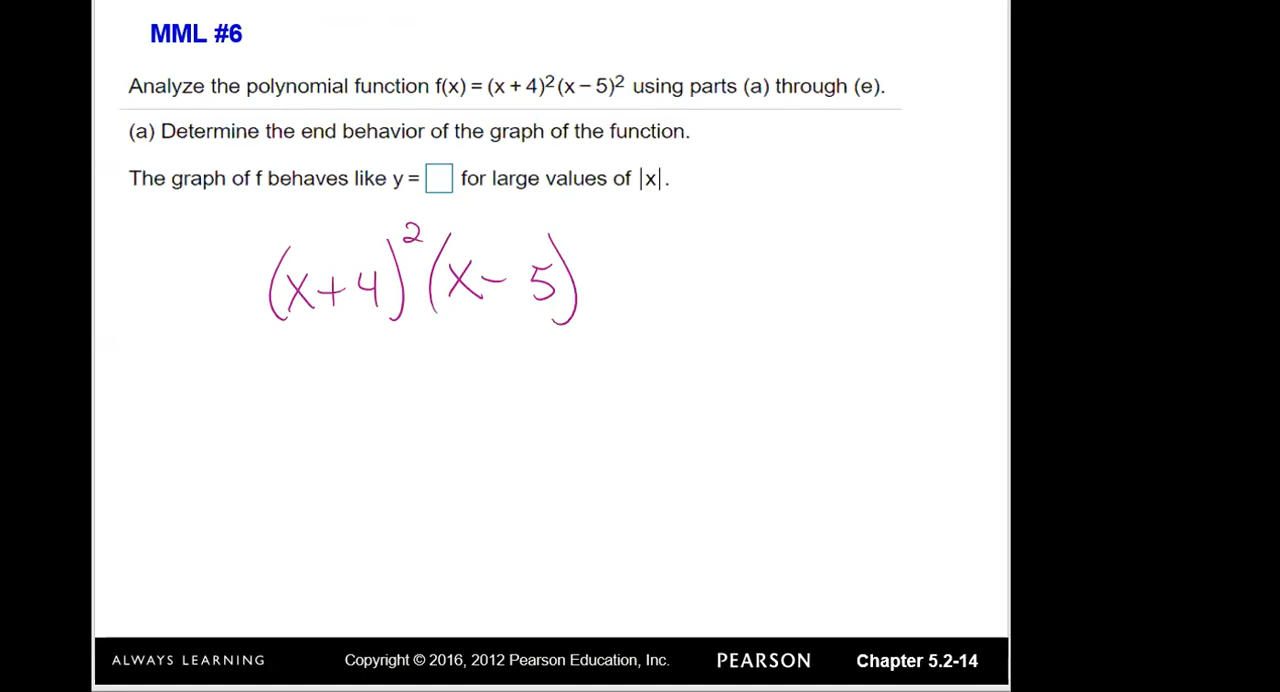 MML #6
Analyze the polynomial function f(x) = (x + 4)²(x − 5)² using parts (a) through (e).
(a) Determine the end behavior of the graph of the function.
The graph of f behaves like y = □ for large values of |x|.
(x+4)²(x− 5)
ALWAYS LEARNING Copyright © 2016, 2012 Pearson Education, Inc. PEARSON Chapter 5.2-14